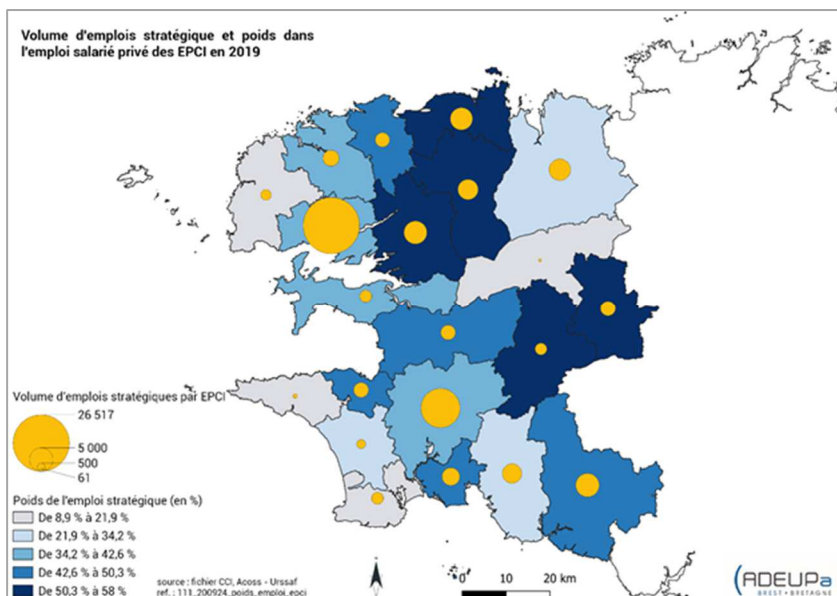 Volume d'emplois stratégique et poids dans
l'emploi salarié privé des EPCI en 2019
Volume d'emplois stratégiques par EPCI
26 517
5 000
500
61
Poids de l'emploi stratégique (en %)
De 8,9 % à 21,9 %
De 21,9 % à 34,2 %
De 34,2 % à 42,6 %
De 42,6 % à 50,3 %
De 50,3 % à 58 %
source : fichier CCI, Acoss - Urssaf
ref. : 111_200924_poids_emploi_epci
0 10 20 km
ADEUPa
BREST • BRETAGNE